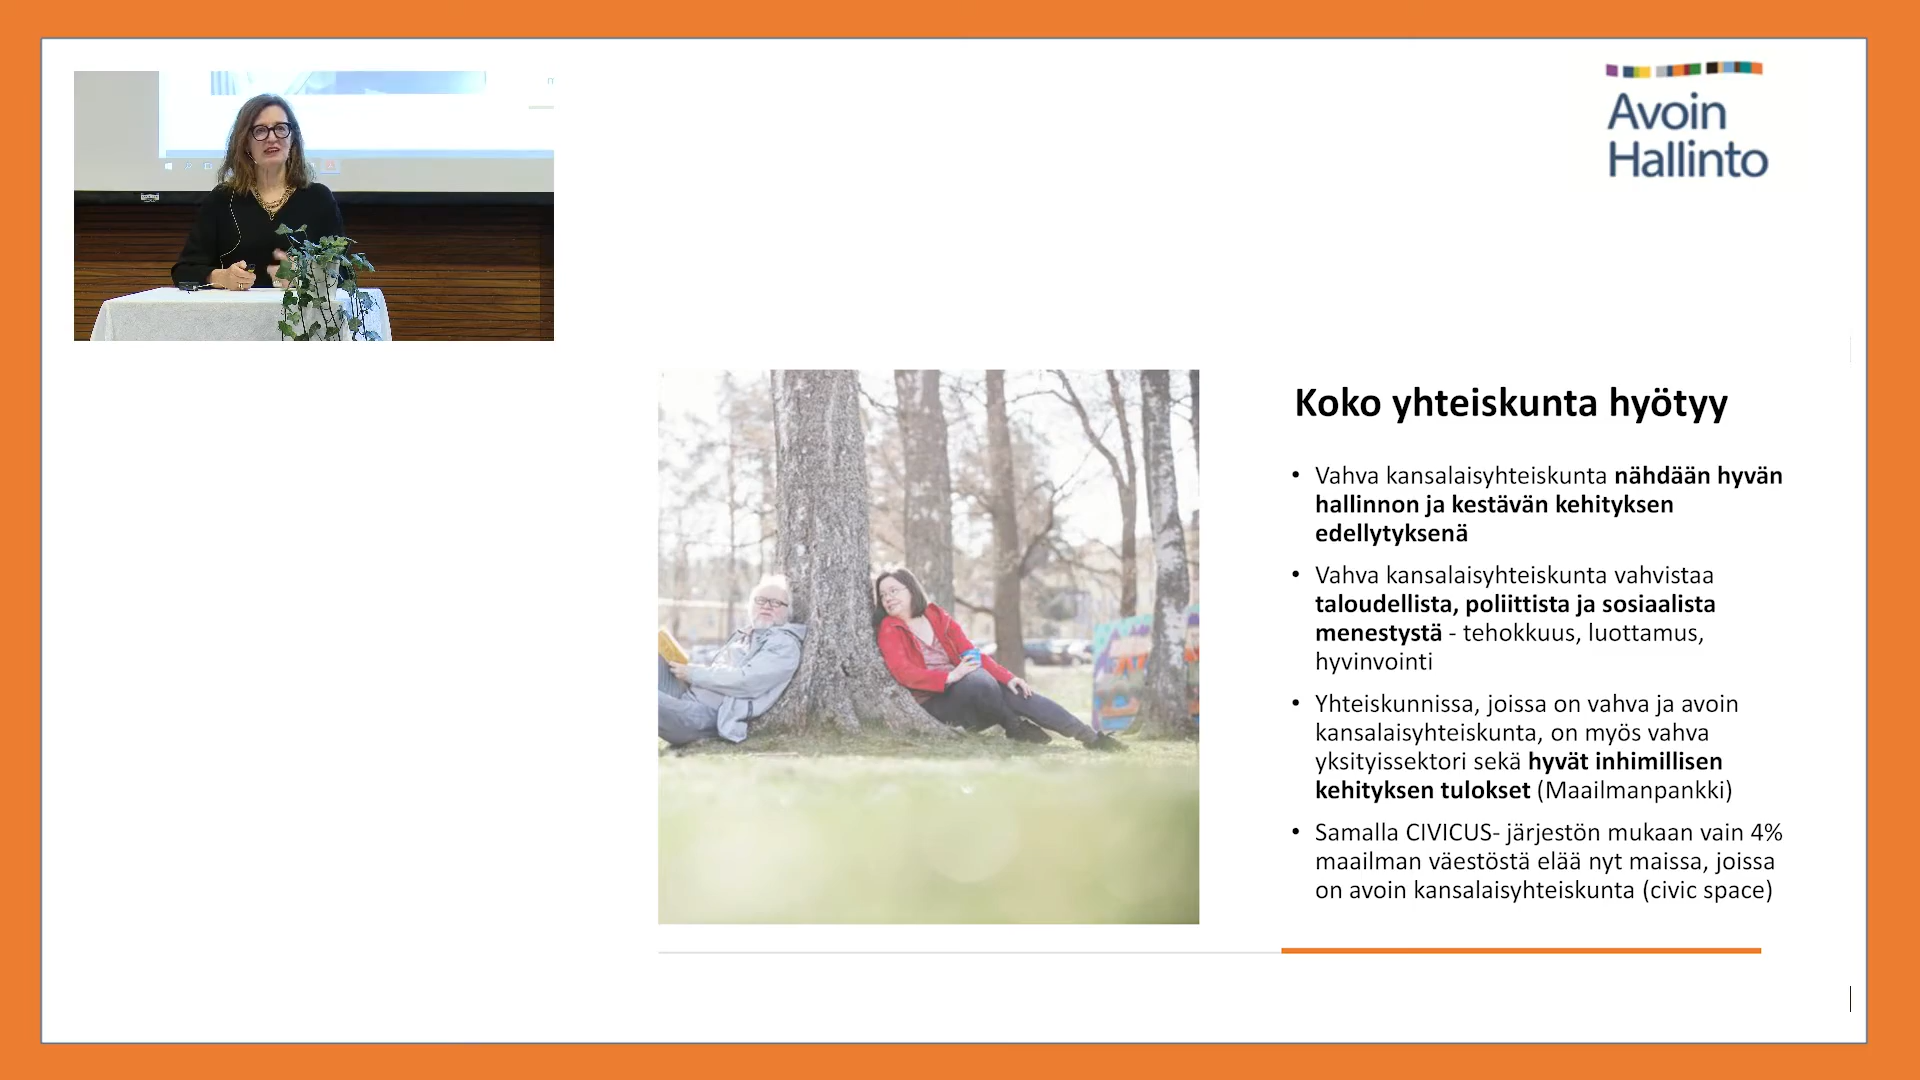 Avoin
Hallinto
Koko yhteiskunta hyötyy
• Vahva kansalaisyhteiskunta nähdään hyvän
hallinnon ja kestävän kehityksen
edellytyksenä
• Vahva kansalaisyhteiskunta vahvistaa
taloudellista, poliittista ja sosiaalista
menestystä - tehokkuus, luottamus,
hyvinvointi
• Yhteiskunnissa, joissa on vahva ja avoin
kansalaisyhteiskunta, on myös vahva
yksityissektori sekä hyvät inhimillisen
kehityksen tulokset (Maailmanpankki)
• Samalla CIVICUS- järjestön mukaan vain 4%
maailman väestöstä elää nyt maissa, joissa
on avoin kansalaisyhteiskunta (civic space)